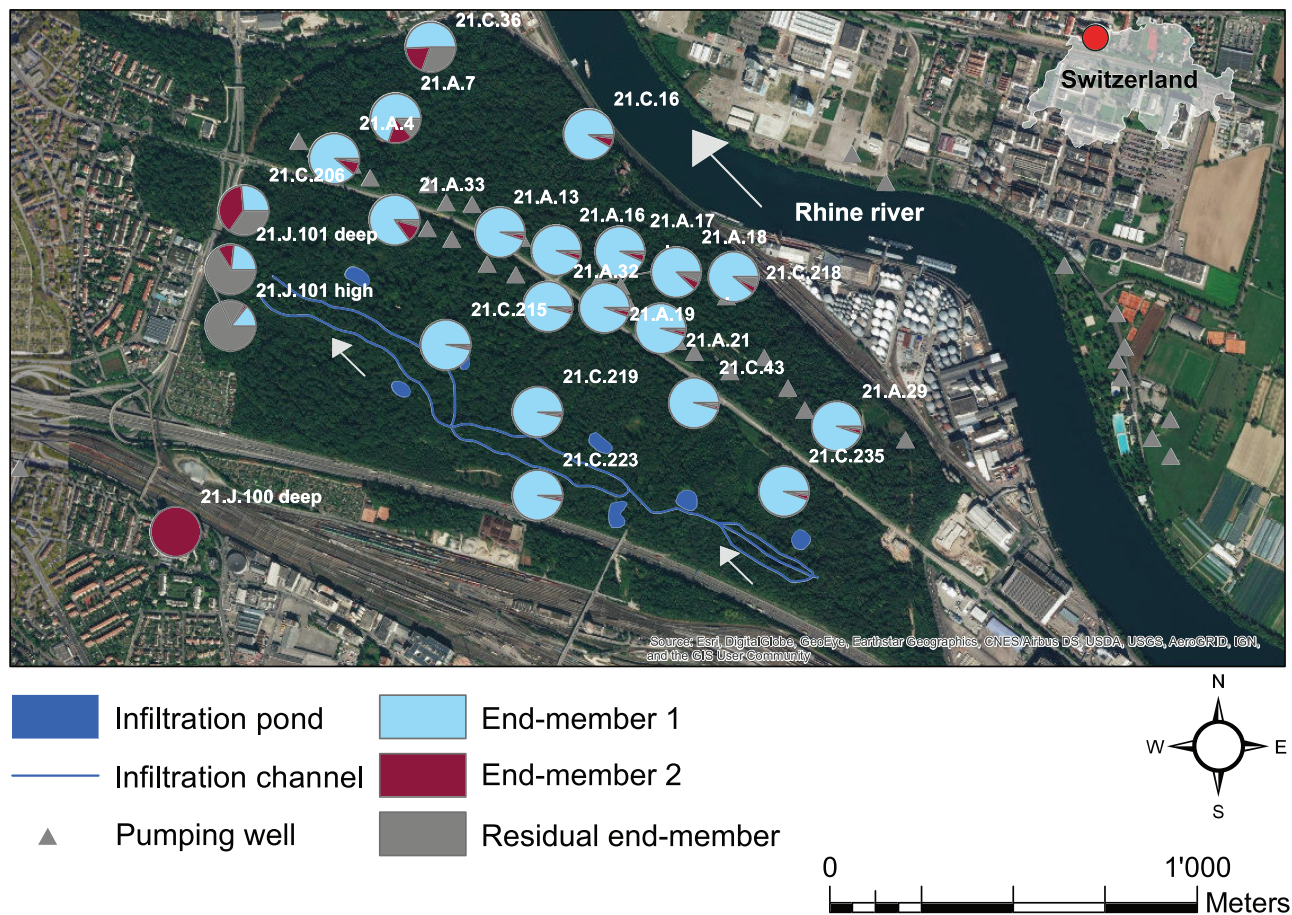 21.C.36
Switzerland
21.A.7
21.C.16
21.A.4
21.C.206
21.A.33
21.A.13
Rhine river
21.A.16
21.A.17
21.J.101 deep
21.A.18
21.A.32
21.C.218
21.J.101 high
21.C.215
21.A.19
21.A.21
21.C.43
21.C.219
21.A.29
21.C.223
21.C.235
21.J.100 deep
Source: Esri, DigitalGlobe, GeoEye, Earthstar Geographics, CNES/Airbus DS, USDA, USGS, AeroGRID, IGN,
and the GIS User Community
Infiltration pond
End-member 1
Infiltration channel
End-member 2
Pumping well
Residual end-member
N
W
E
S
0
1'000
Meters